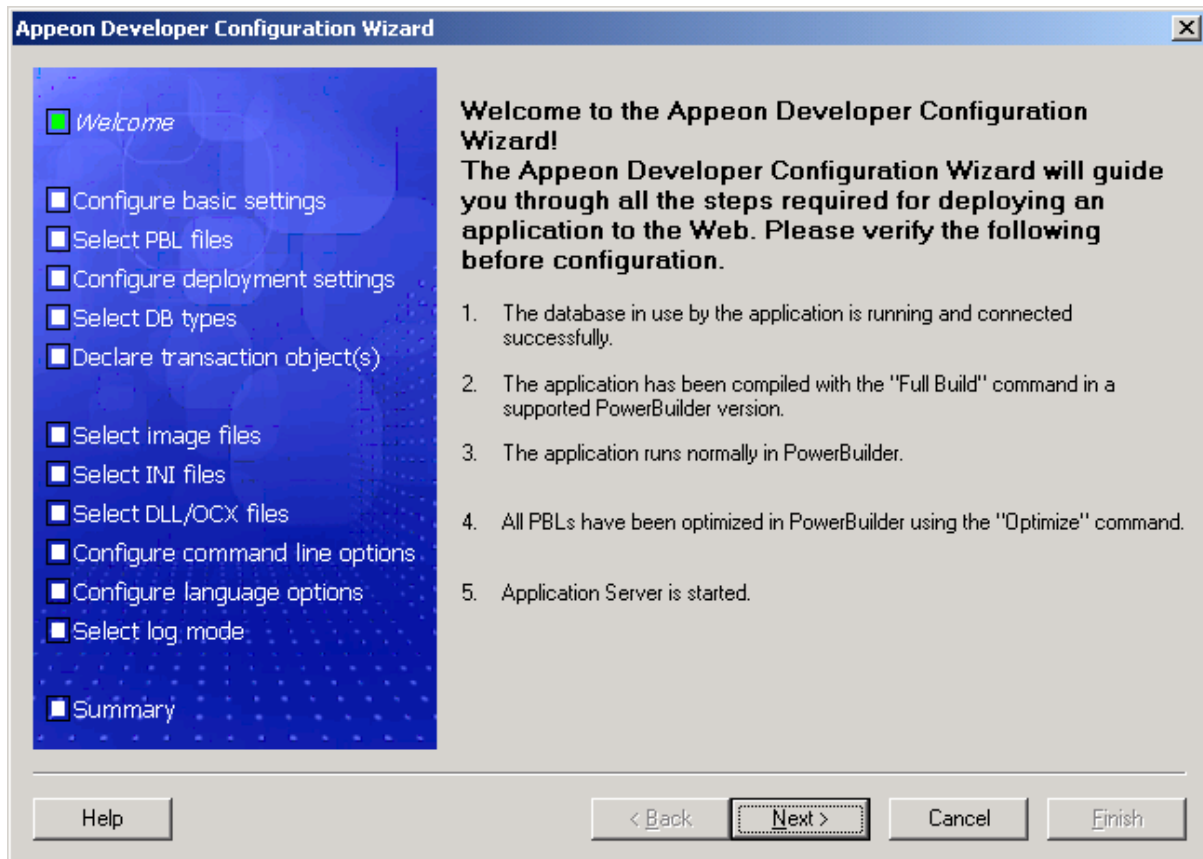 Appeon Developer Configuration Wizard
Welcome
Configure basic settings
Select PBL files
Configure deployment settings
Select DB types
Declare transaction object(s)
Select image files
Select INI files
Select DLL/OCX files
Configure command line options
Configure language options
Select log mode
Summary
Welcome to the Appeon Developer Configuration
Wizard!
The Appeon Developer Configuration Wizard will guide
you through all the steps required for deploying an
application to the Web. Please verify the following
before configuration.
1. The database in use by the application is running and connected
successfully.
2. The application has been compiled with the "Full Build" command in a
supported PowerBuilder version.
3. The application runs normally in PowerBuilder.
4. All PBLs have been optimized in PowerBuilder using the "Optimize" command.
5. Application Server is started.
Help
< Back
Next >
Cancel
Finish